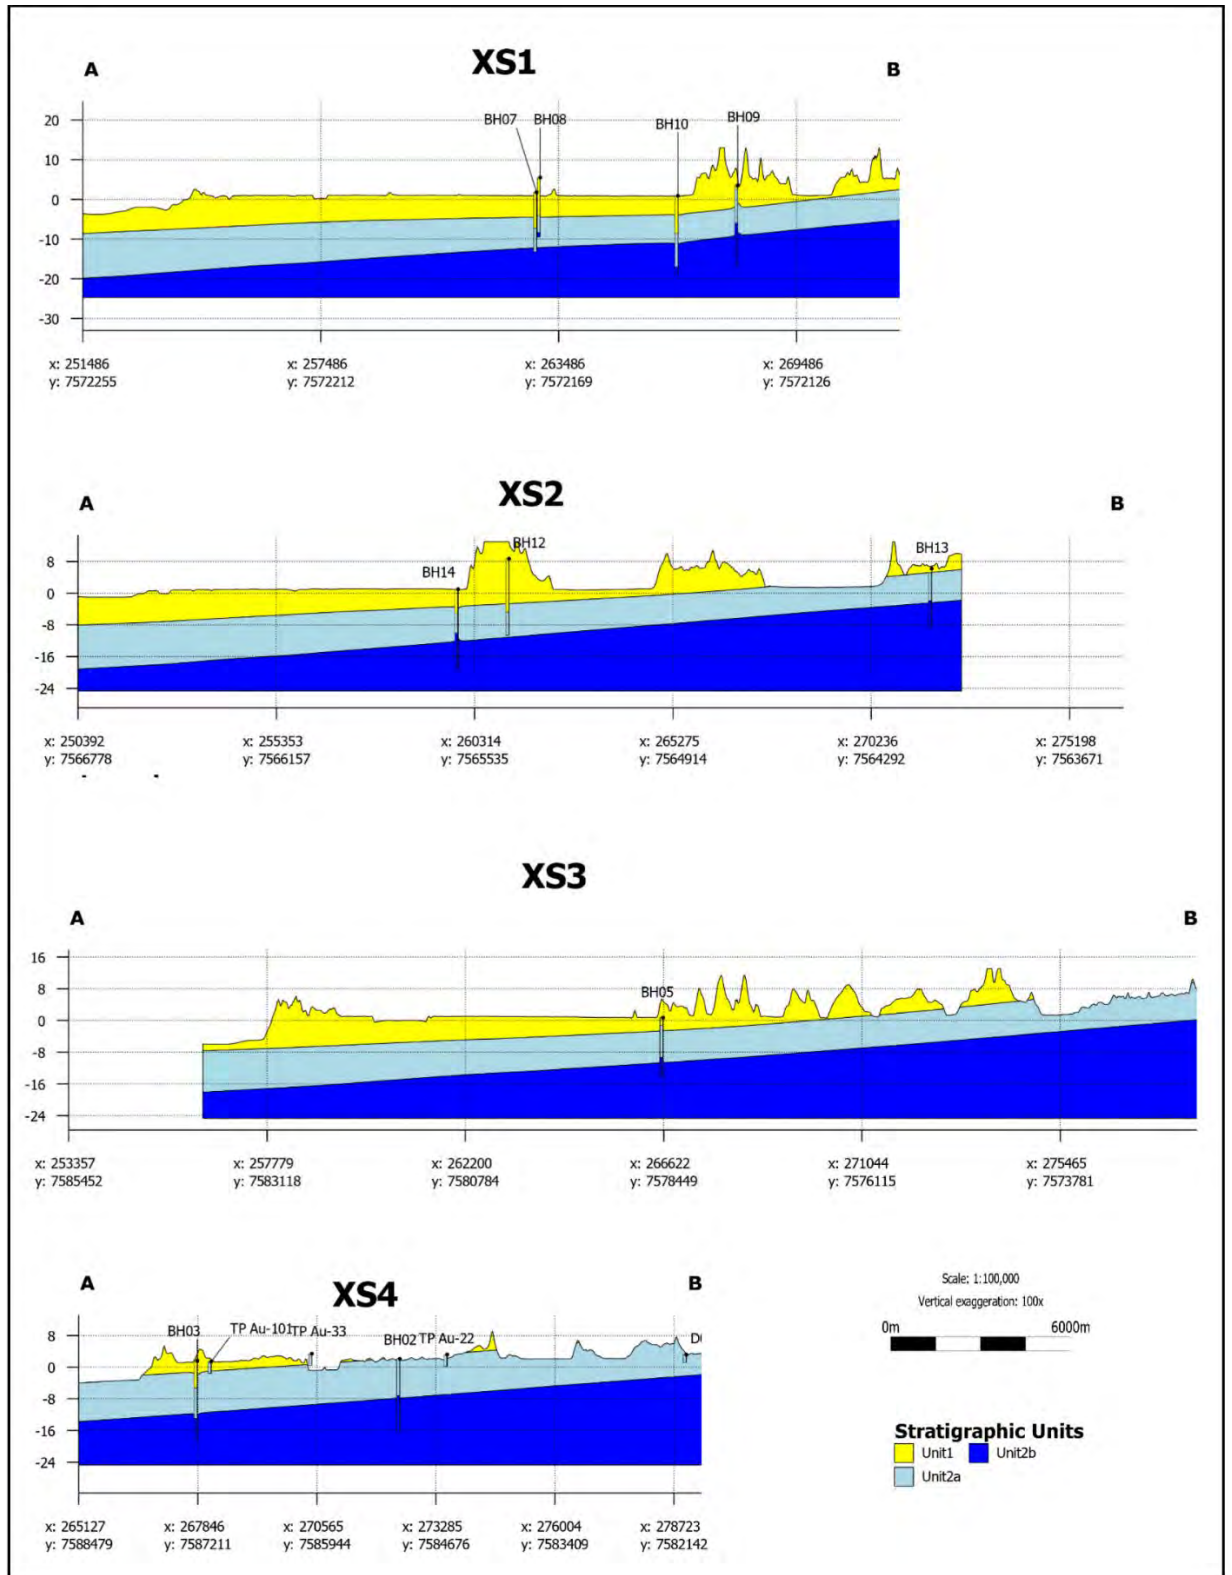 XS1
A
B
BH07
BH08
BH10
BH09
20
10
0
-10
-20
-30
x: 251486
y: 7572255
x: 257486
y: 7572212
x: 263486
y: 7572169
x: 269486
y: 7572126
XS2
A
B
BH14
BH12
BH13
8
0
-8
-16
-24
x: 250392
y: 7566778
x: 255353
y: 7566157
x: 260314
y: 7565535
x: 265275
y: 7564914
x: 270236
y: 7564292
x: 275198
y: 7563671
XS3
A
B
BH05
16
8
0
-8
-16
-24
x: 253357
y: 7585452
x: 257779
y: 7583118
x: 262200
y: 7580784
x: 266622
y: 7578449
x: 271044
y: 7576115
x: 275465
y: 7573781
XS4
A
B
BH03
TP Au-101
TP Au-33
BH02
TP Au-22
8
0
-8
-16
-24
x: 265127
y: 7588479
x: 267846
y: 7587211
x: 270565
y: 7585944
x: 273285
y: 7584676
x: 276004
y: 7583409
x: 278723
y: 7582142
Scale: 1:100,000
Vertical exaggeration: 100x
0m
6000m
Stratigraphic Units
Unit1
Unit2b
Unit2a